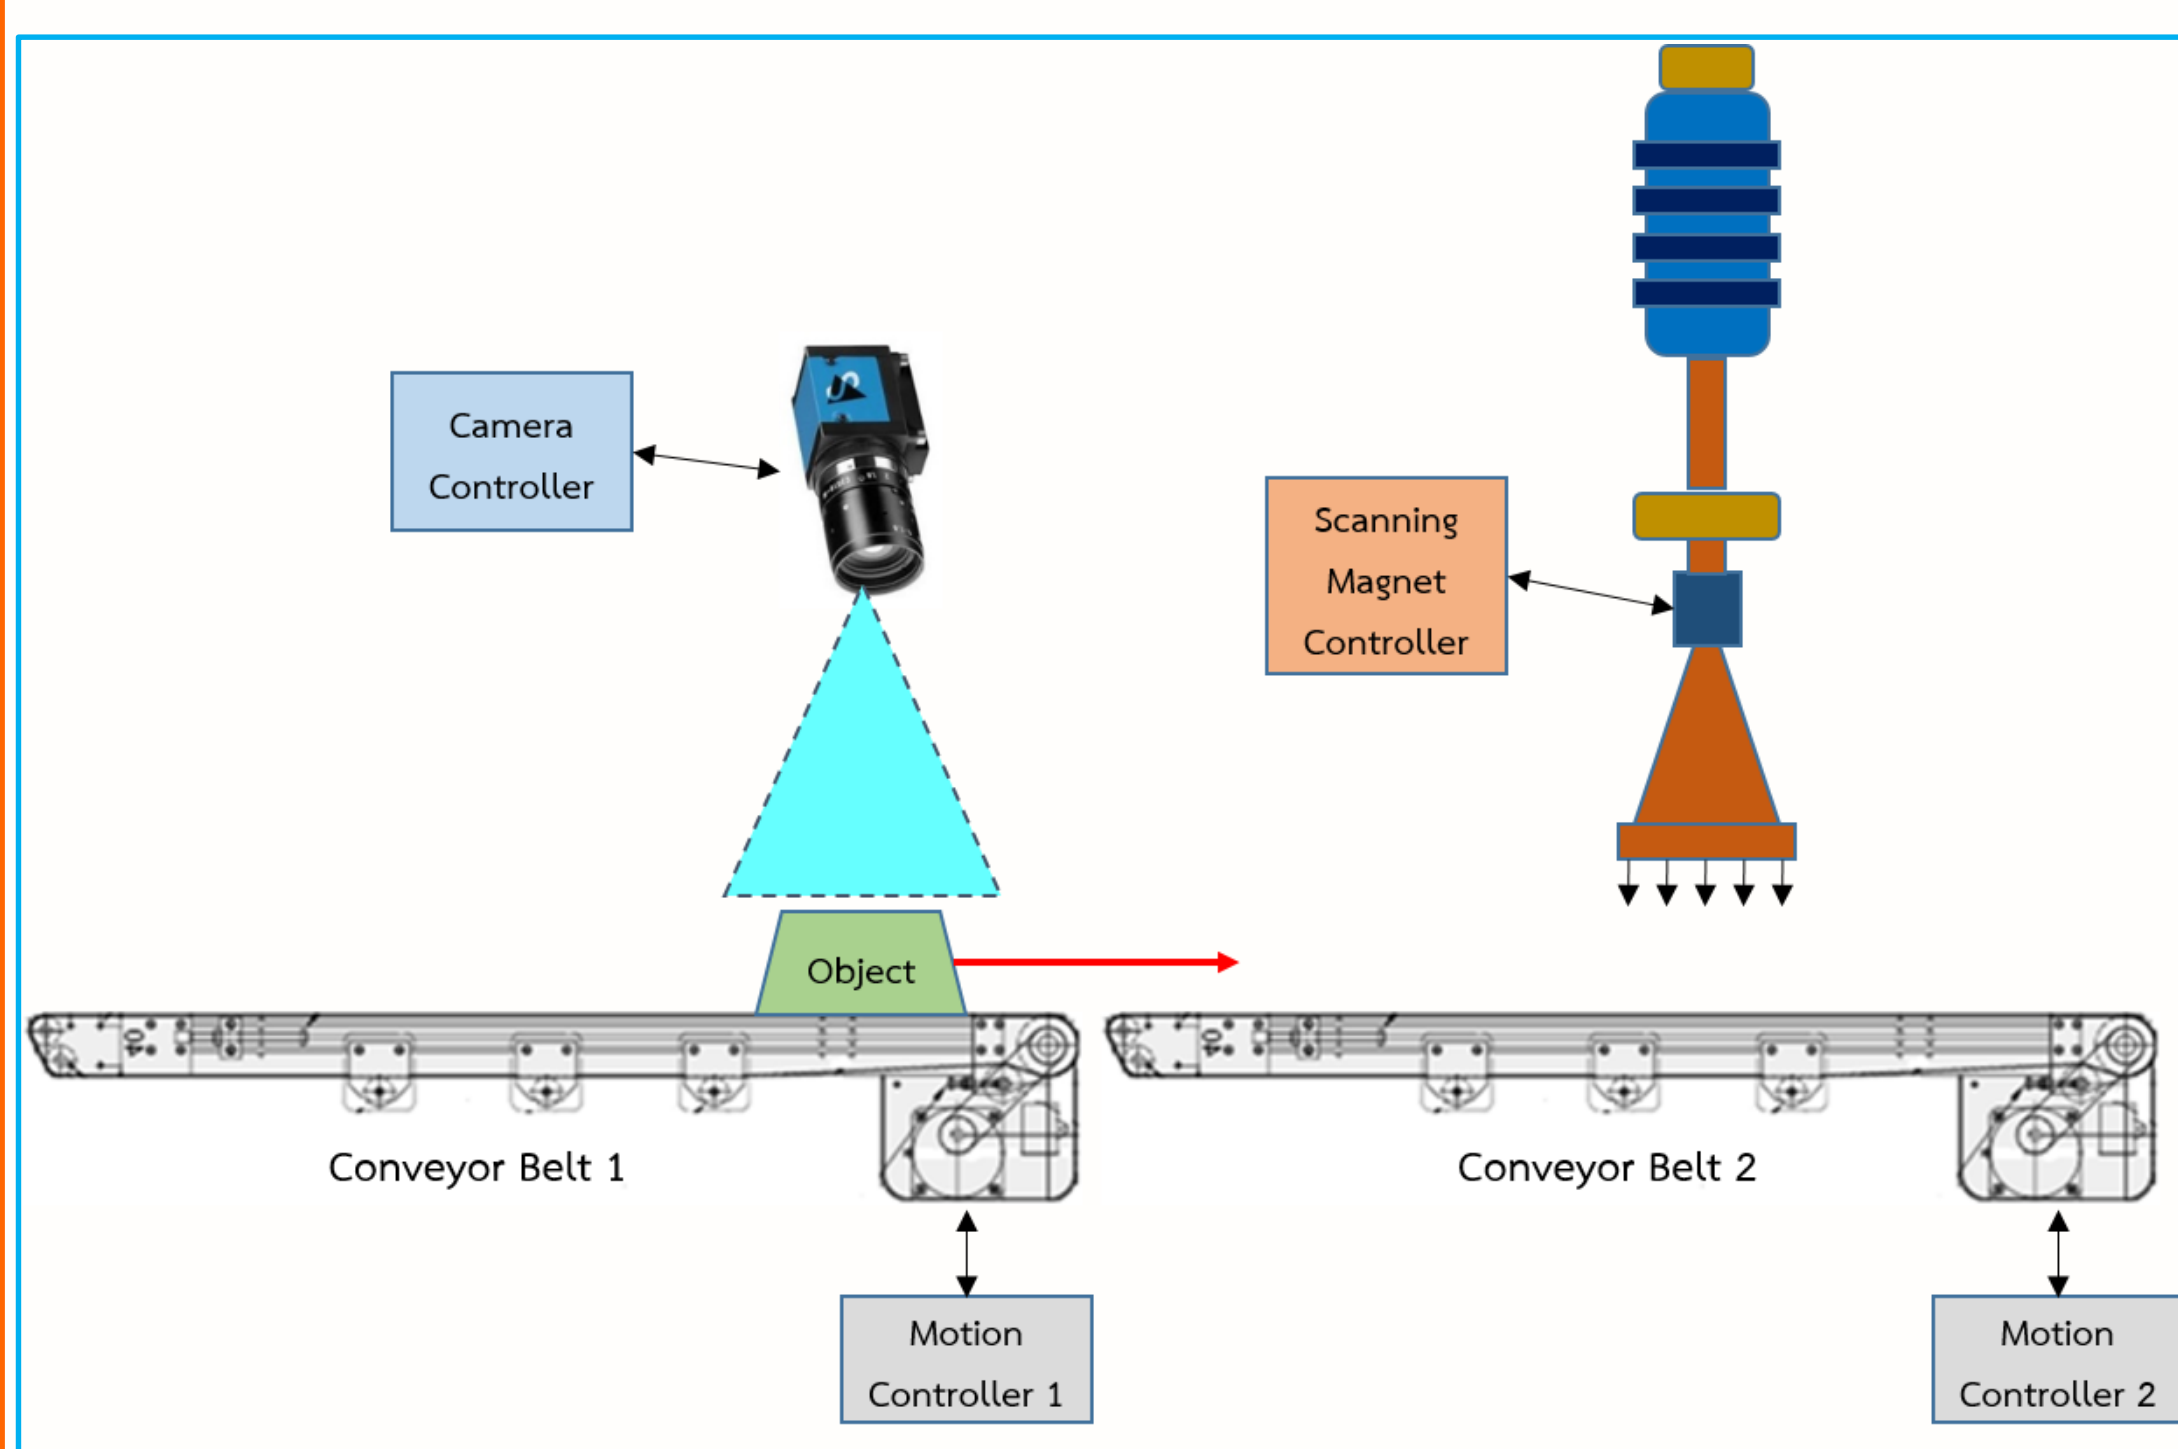 Camera
Controller
Scanning
Magnet
Controller
Object
Conveyor Belt 1
Conveyor Belt 2
Motion
Controller 1
Motion
Controller 2